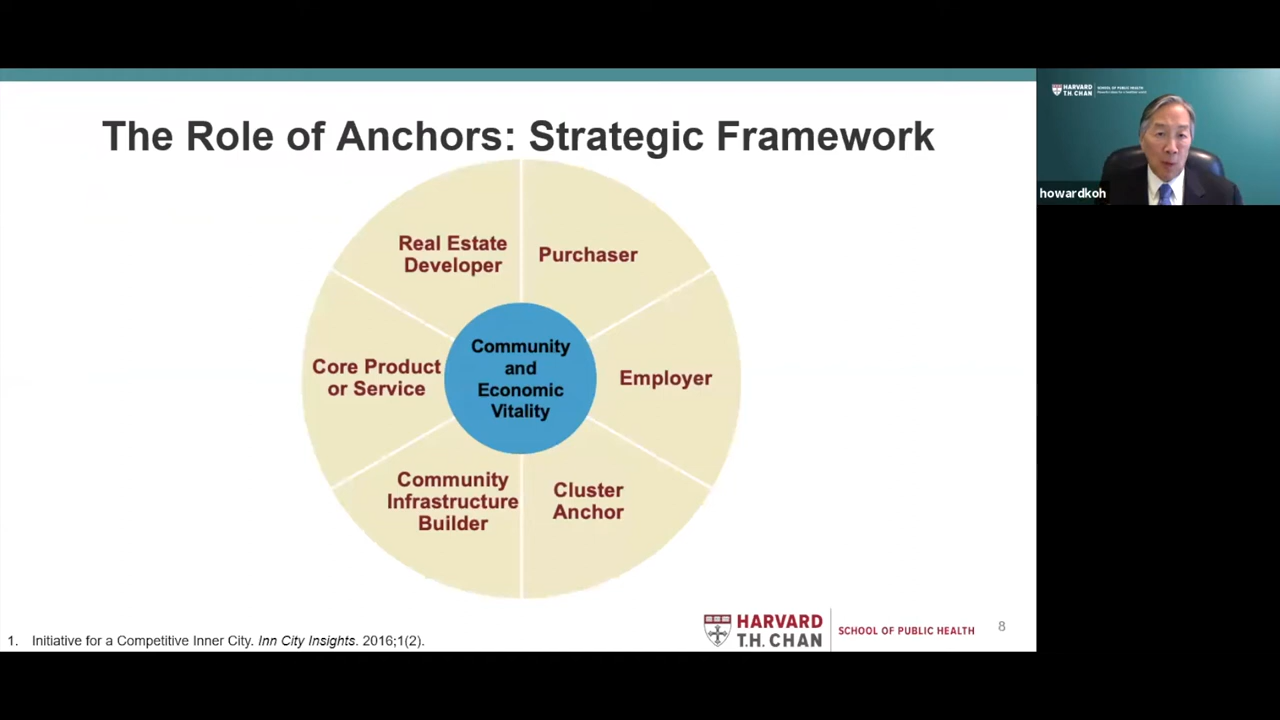 The Role of Anchors: Strategic Framework
Real Estate
Developer
Purchaser
Core Product
or Service
Community
and
Economic
Vitality
Employer
Community
Infrastructure
Builder
Cluster
Anchor
1. Initiative for a Competitive Inner City. Inn City Insights. 2016;1(2).
HARVARD
T.H. CHAN
SCHOOL OF PUBLIC HEALTH
8
HARVARD
T.H. CHAN
SCHOOL OF PUBLIC HEALTH
howardkoh